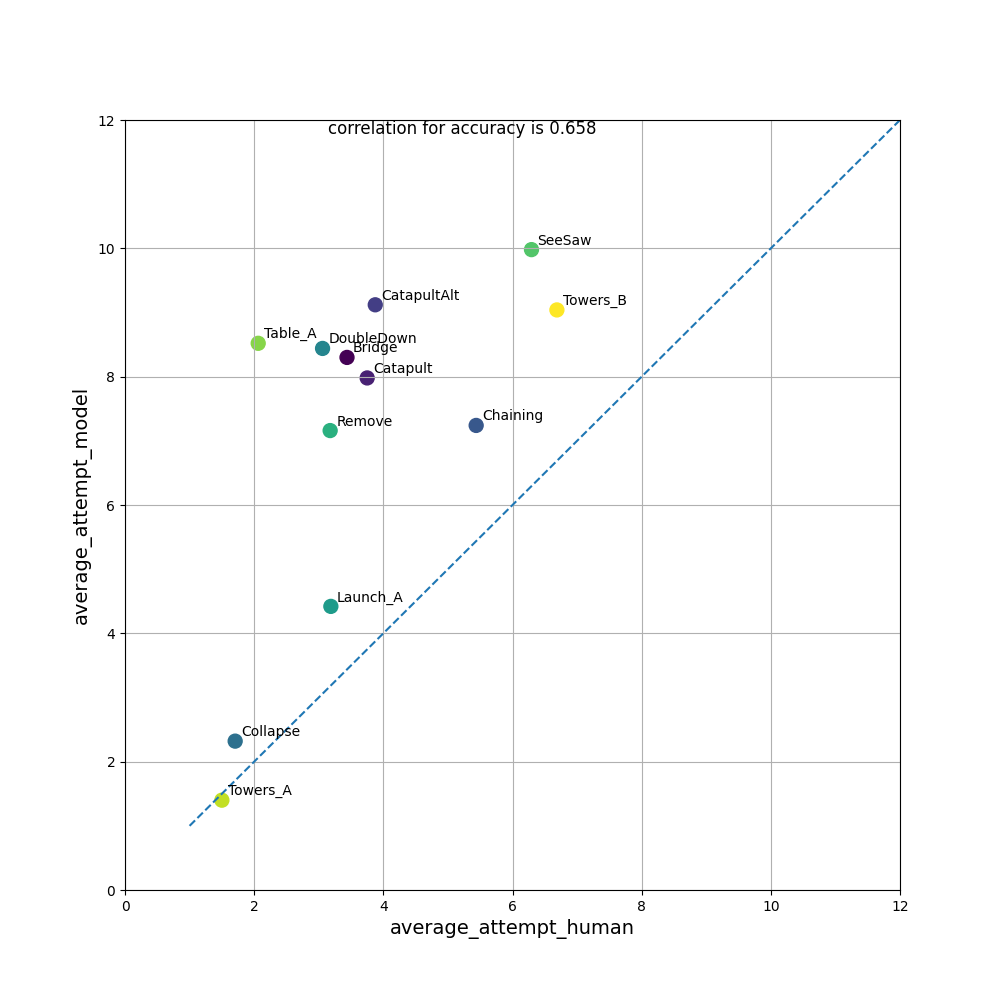 correlation for accuracy is 0.658
12
10
8
6
4
2
0
average_attempt_model
SeeSaw
CatapultAlt
Towers_B
Table_A
DoubleDown
Bridge
Catapult
Chaining
Remove
Launch_A
Collapse
Towers_A
0 2 4 6 8 10 12
average_attempt_human